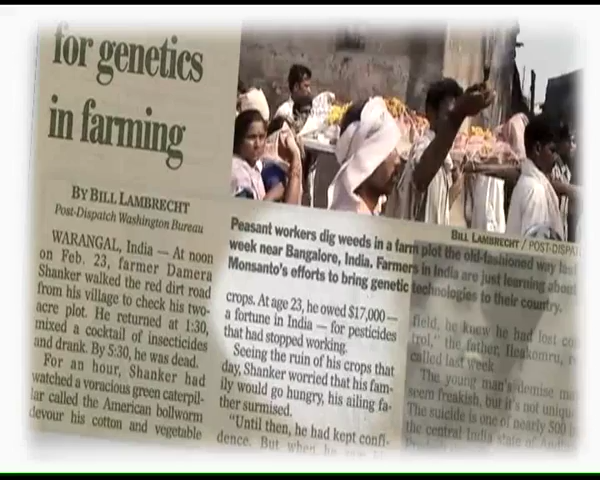 for genetics
in farming
BY BILL LAMBRECHT
Post-Dispatch Washington Bureau
WARANGAL, India — At noon
on Feb. 23, farmer Damera
Shanker walked the red dirt road
from his village to check his two-
acre plot. He returned at 1:30,
mixed a cocktail of insecticides
and drank. By 5:30, he was dead.
For an hour, Shanker had
watched a voracious green caterpil-
lar called the American bollworm
devour his cotton and vegetable
BILL LAMBRECHT / POST-DISPAT
Peasant workers dig weeds in a farm plot the old-fashioned way last
week near Bangalore, India. Farmers in India are just learning about
Monsanto's efforts to bring genetic technologies to their country.
crops. At age 23, he owed $17,000 —
a fortune in India — for pesticides
that had stopped working.
Seeing the ruin of his crops that
day, Shanker worried that his fam-
ily would go hungry, his ailing fa-
ther surmised.
"Until then, he had kept confi-
dence. But when he saw
field, he knew he had lost co
trol," the father,
called last week
The young man's demise ma
seem freakish, but it's not unique
The suicide is one of nearly 500 in
the central India state of